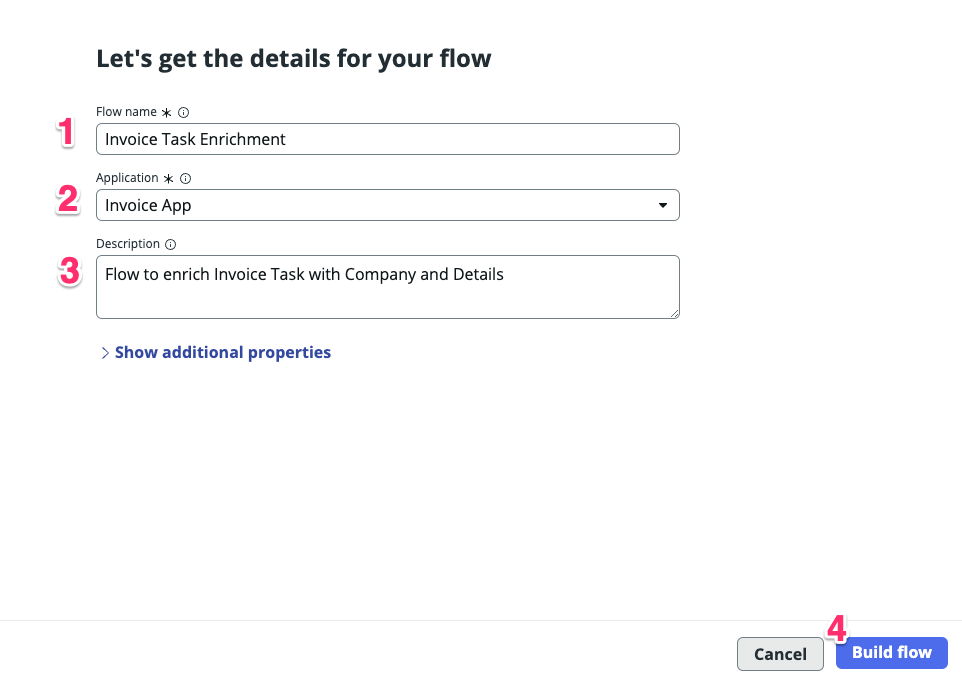 Let's get the details for your flow
Flow name *
1
Invoice Task Enrichment
Application *
2
Invoice App
Description
3
Flow to enrich Invoice Task with Company and Details
Show additional properties
4
Cancel
Build flow